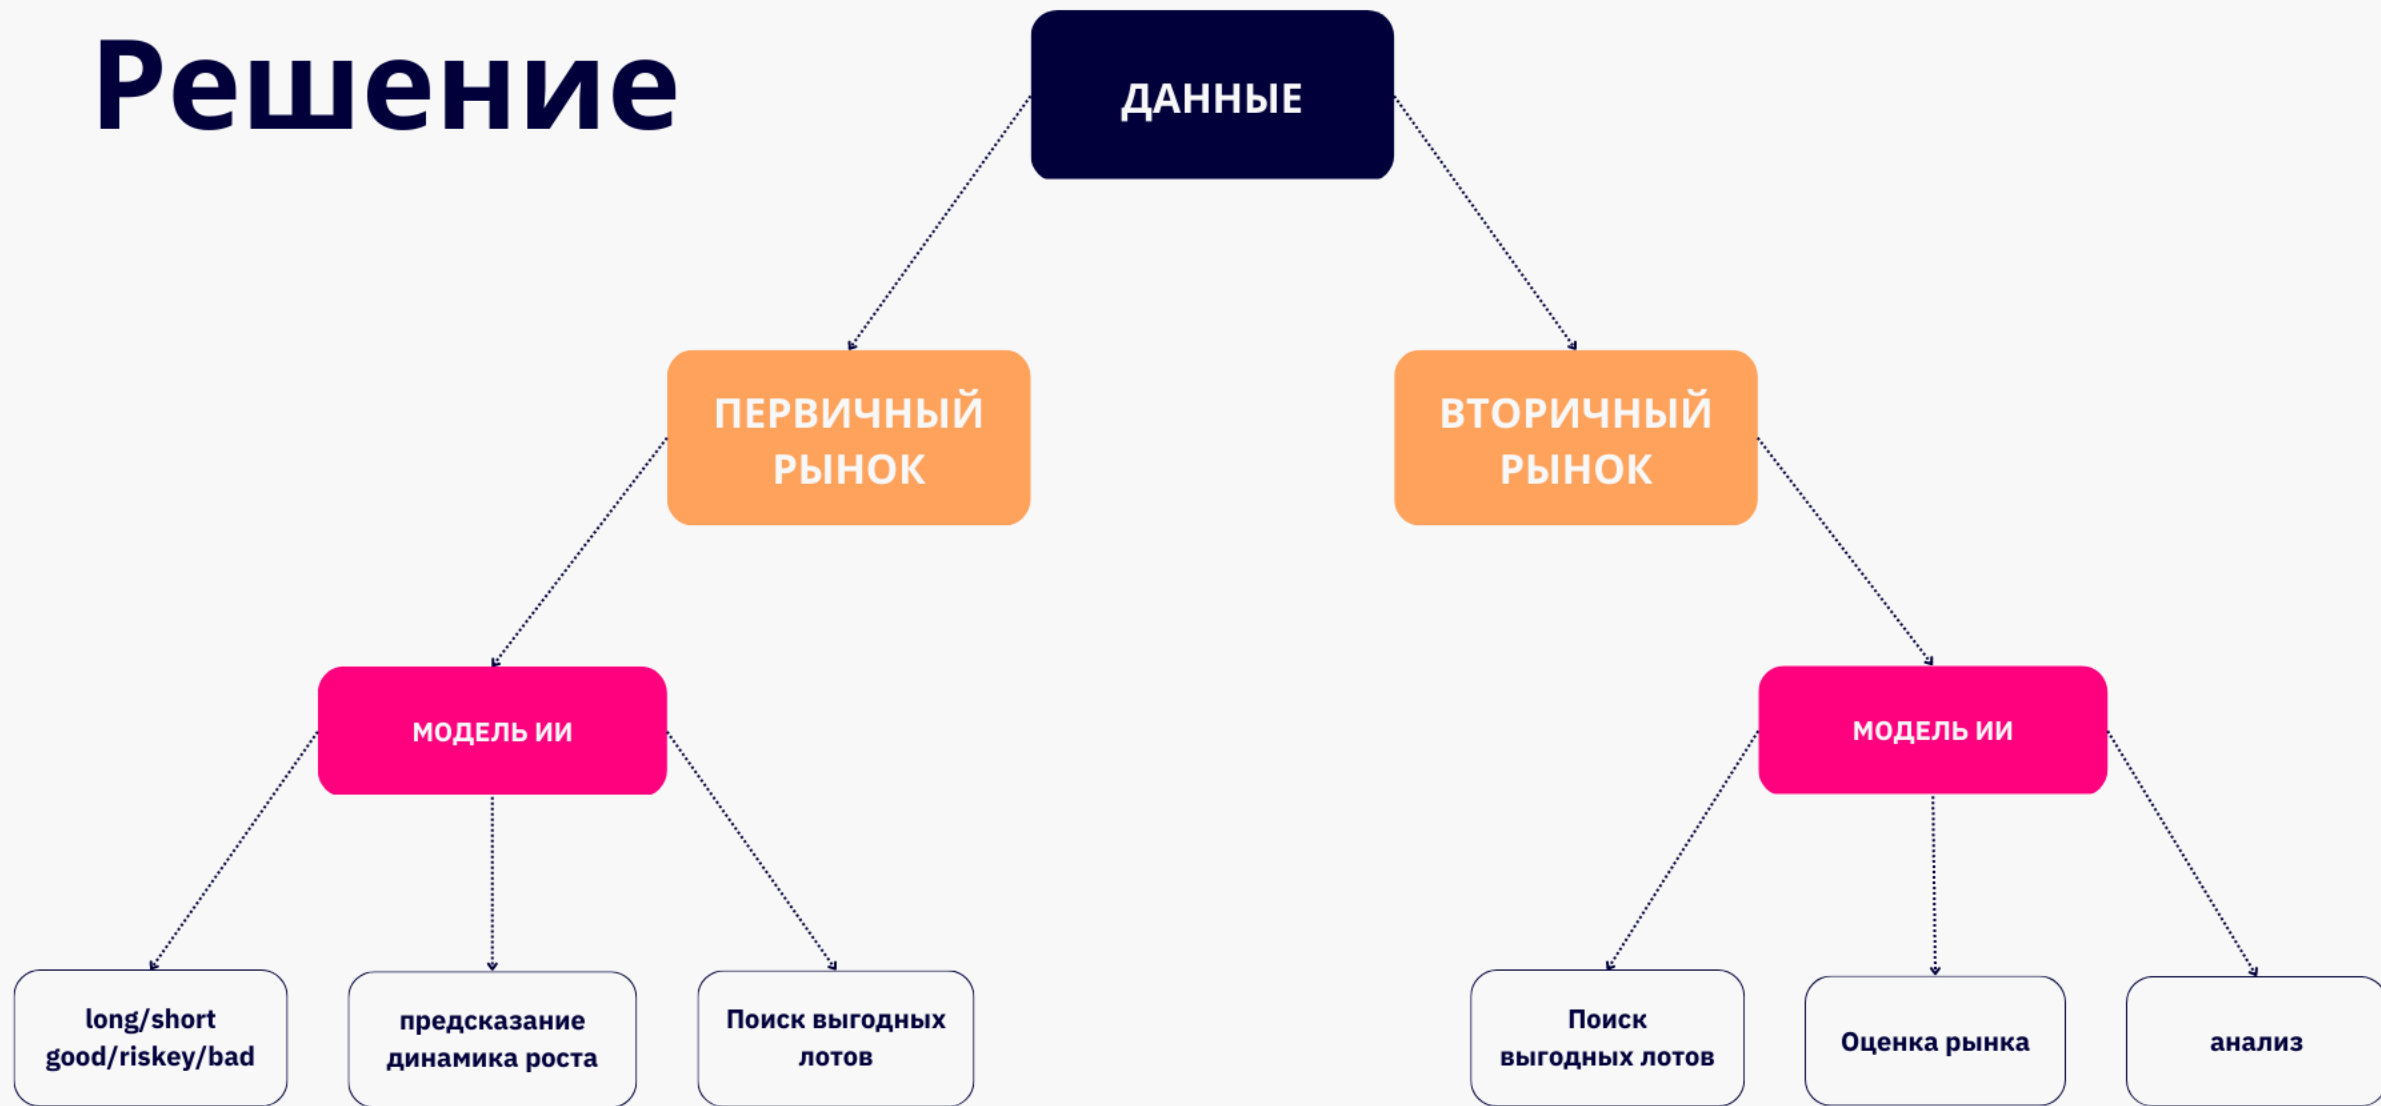 Решение
ДАННЫЕ
ПЕРВИЧНЫЙ
РЫНОК
ВТОРИЧНЫЙ
РЫНОК
МОДЕЛЬ ИИ
МОДЕЛЬ ИИ
long/short
good/riskey/bad
предсказание
динамика роста
Поиск выгодных
лотов
Поиск
выгодных лотов
Оценка рынка
анализ